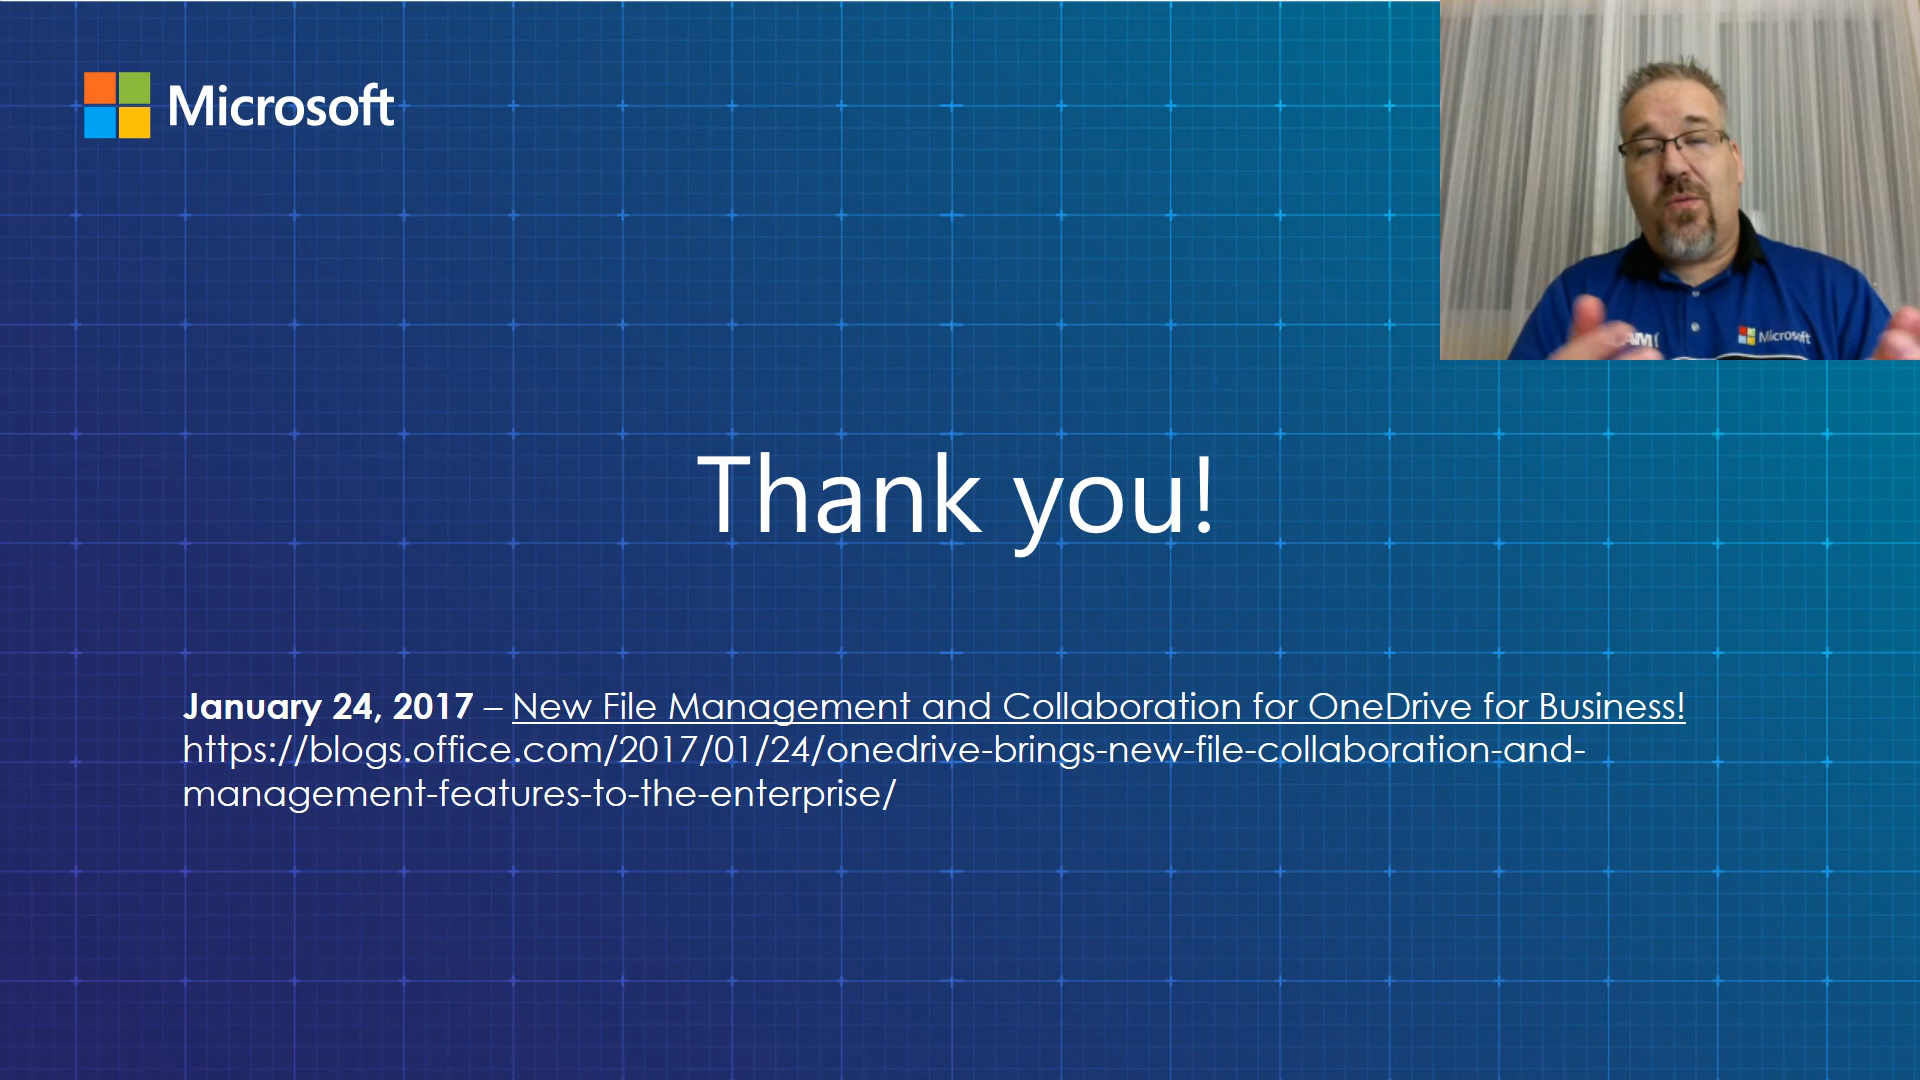 Microsoft
Microsoft
Thank you!
January 24, 2017 – New File Management and Collaboration for OneDrive for Business!
https://blogs.office.com/2017/01/24/onedrive-brings-new-file-collaboration-and-
management-features-to-the-enterprise/